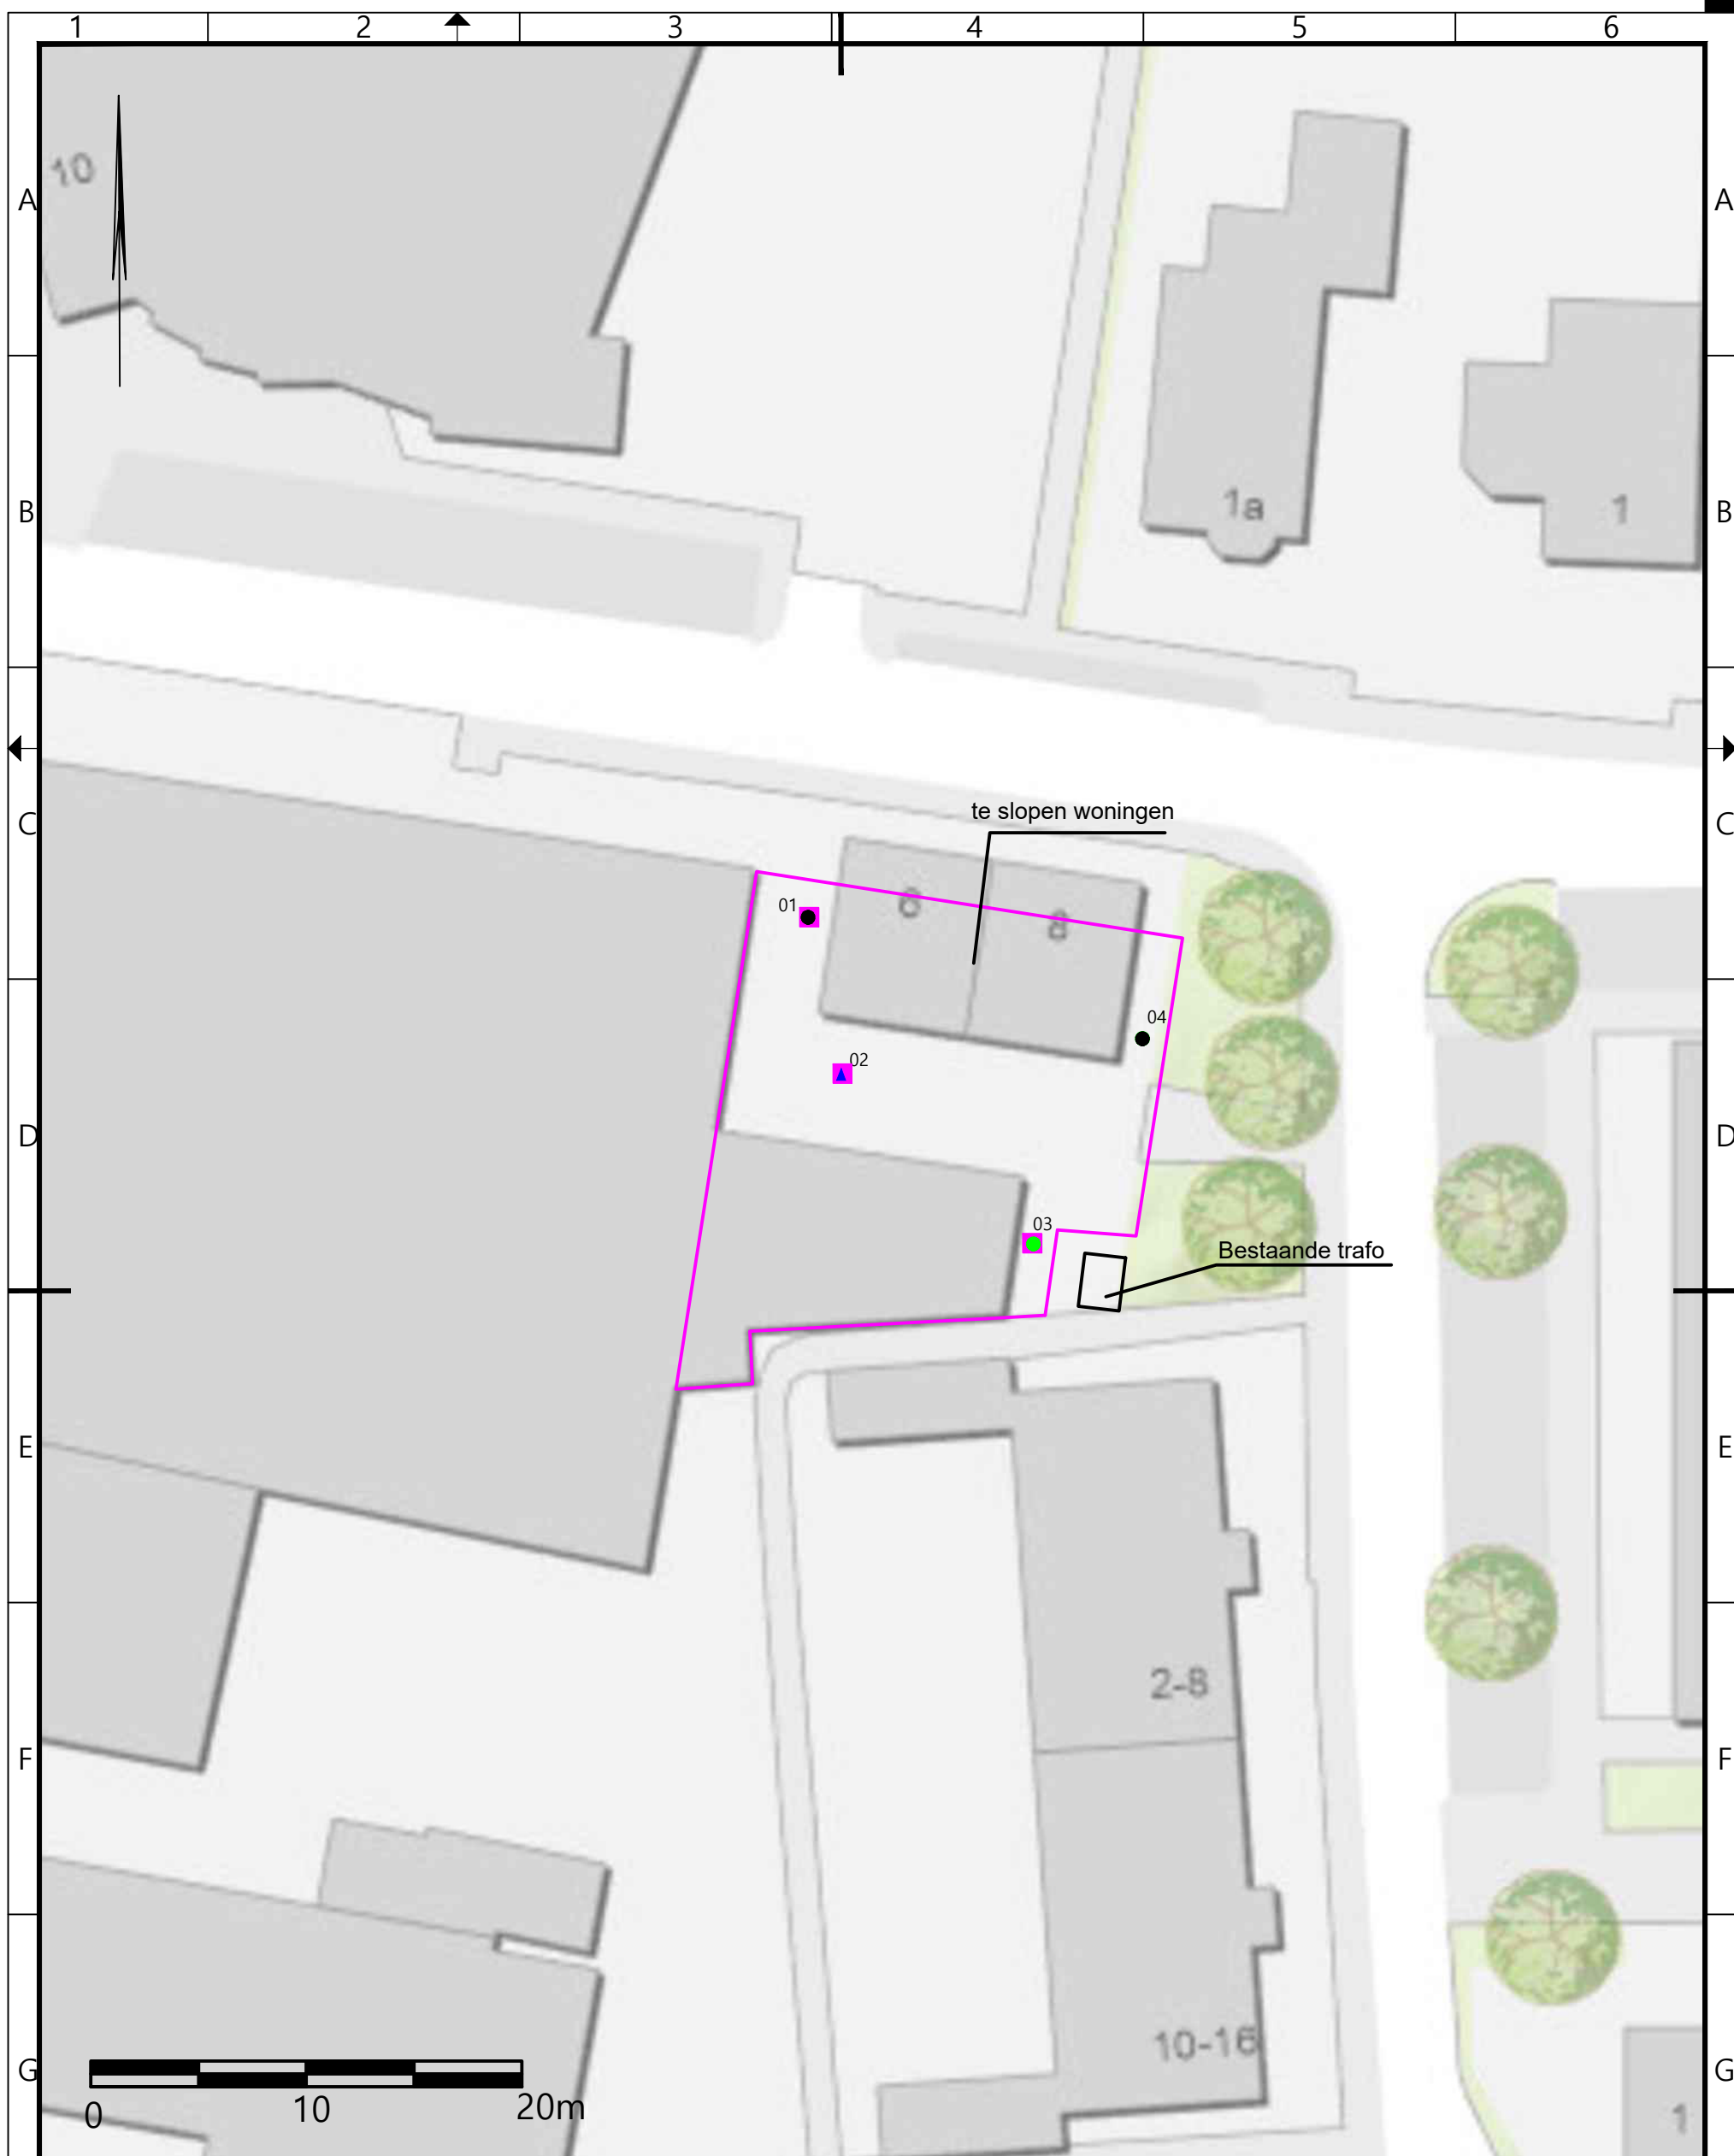 1 2 3 4 5 6
A A
10
B B
1a
1
C C
te slopen woningen
6
8
01
04
02
D D
03
Bestaande trafo
E E
2-8
F F
10-16
G G
1
0 10 20m